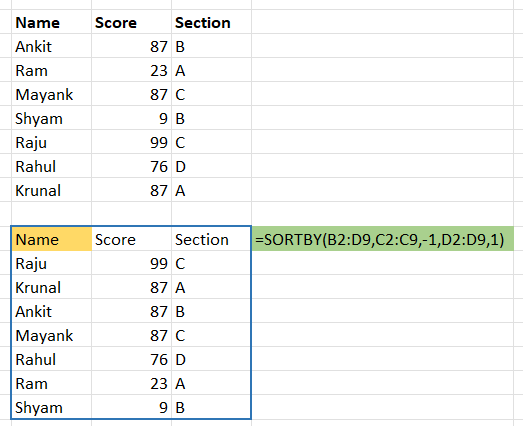 Name Score Section
Ankit 87 B
Ram 23 A
Mayank 87 C
Shyam 9 B
Raju 99 C
Rahul 76 D
Krunal 87 A
Name Score Section =SORTBY(B2:D9,C2:C9,-1,D2:D9,1)
Raju 99 C
Krunal 87 A
Ankit 87 B
Mayank 87 C
Rahul 76 D
Ram 23 A
Shyam 9 B